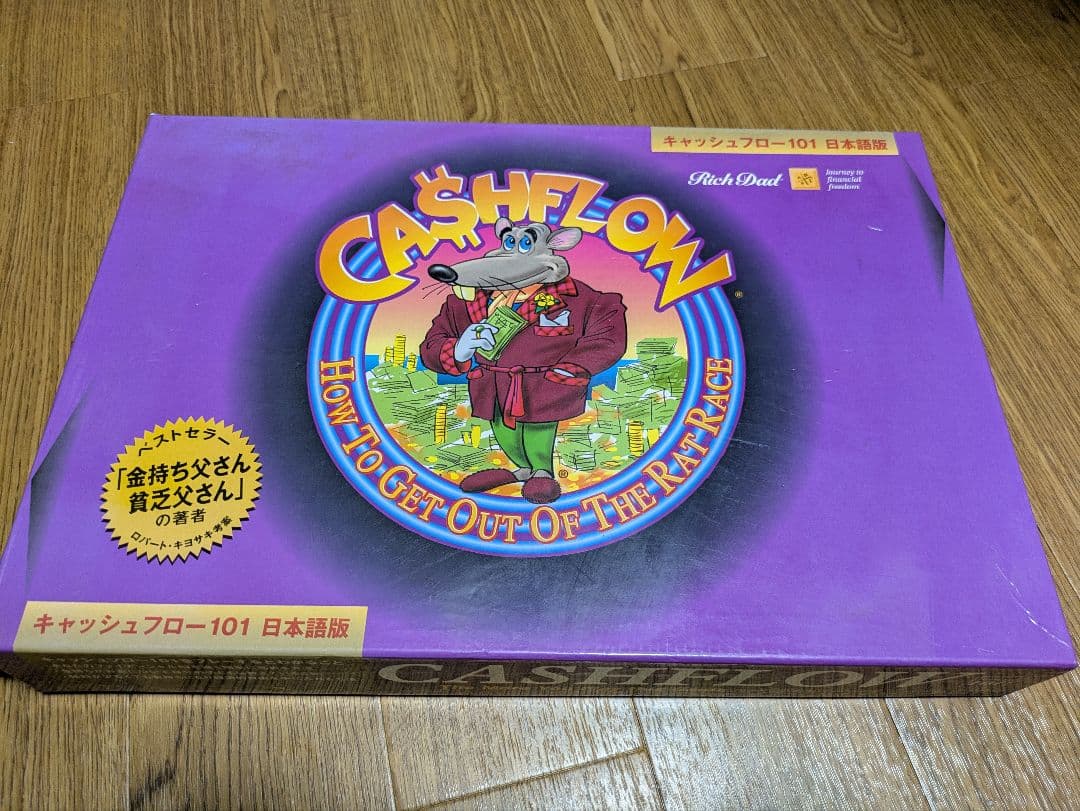 キャッシュフロー101 日本語版
Rich Dad
Journey to
financial
freedom
CA$HFLOW
®
HOW TO GET OUT OF THE RAT RACE
®
ベストセラー
「金持ち父さん
貧乏父さん」
の著者
ロバート・キヨサキ考案
キャッシュフロー101 日本語版
CASHFLOW